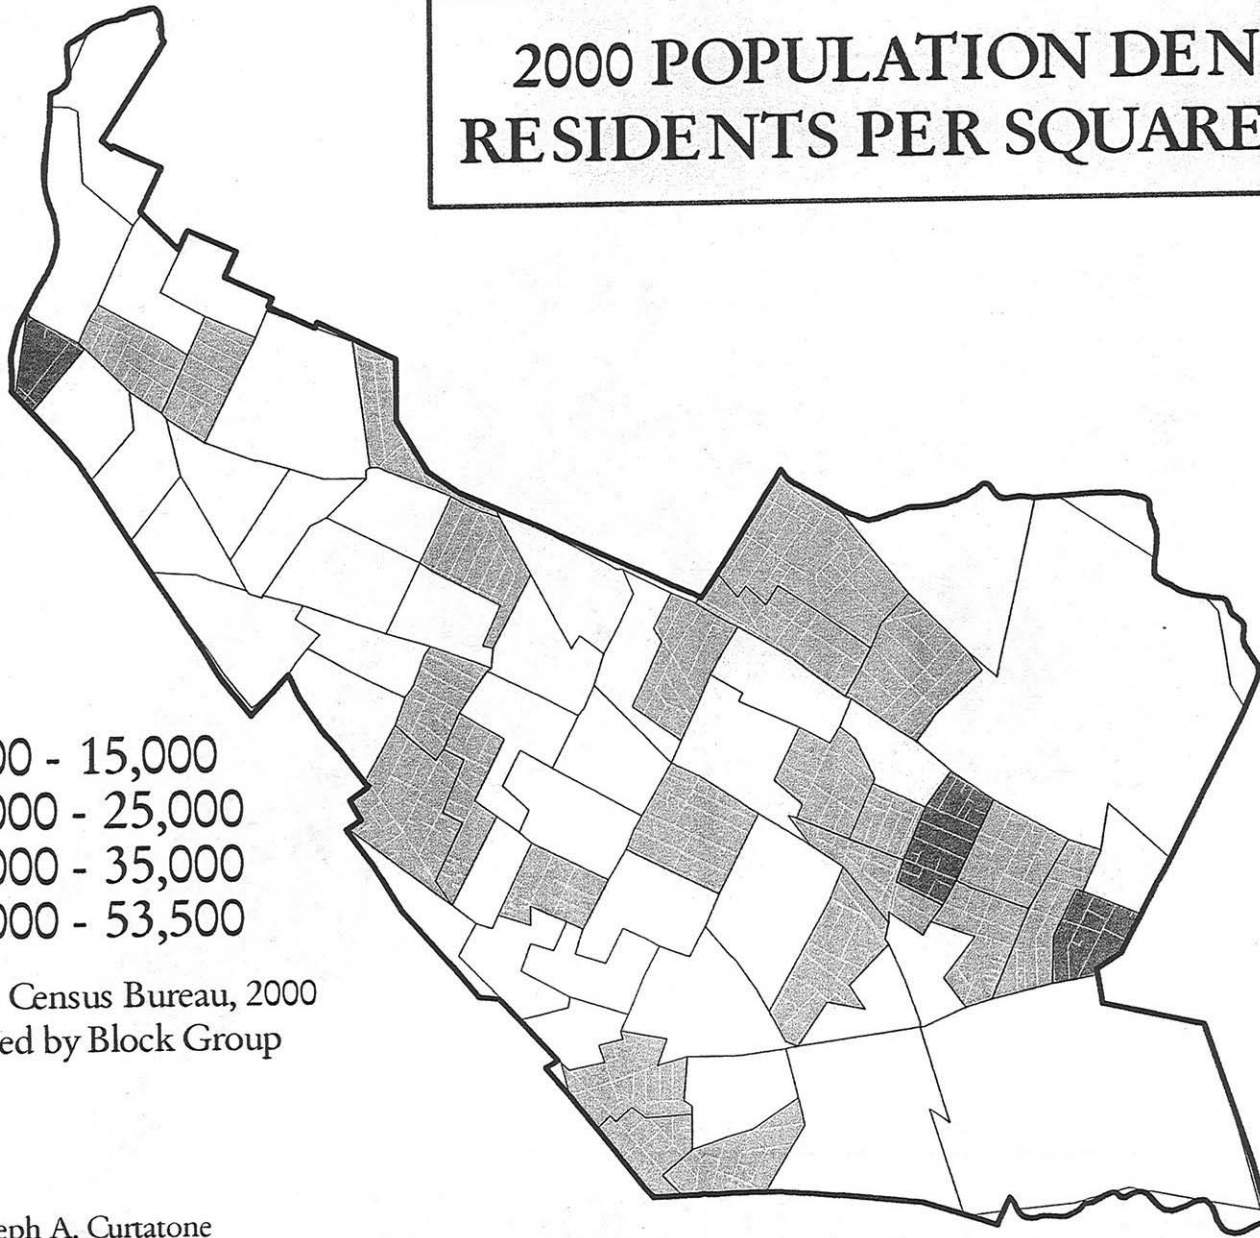 2000 POPULATION DEN
RESIDENTS PER SQUARE
00 - 15,000
000 - 25,000
000 - 35,000
000 - 53,500
Census Bureau, 2000
ed by Block Group
eph A. Curtatone